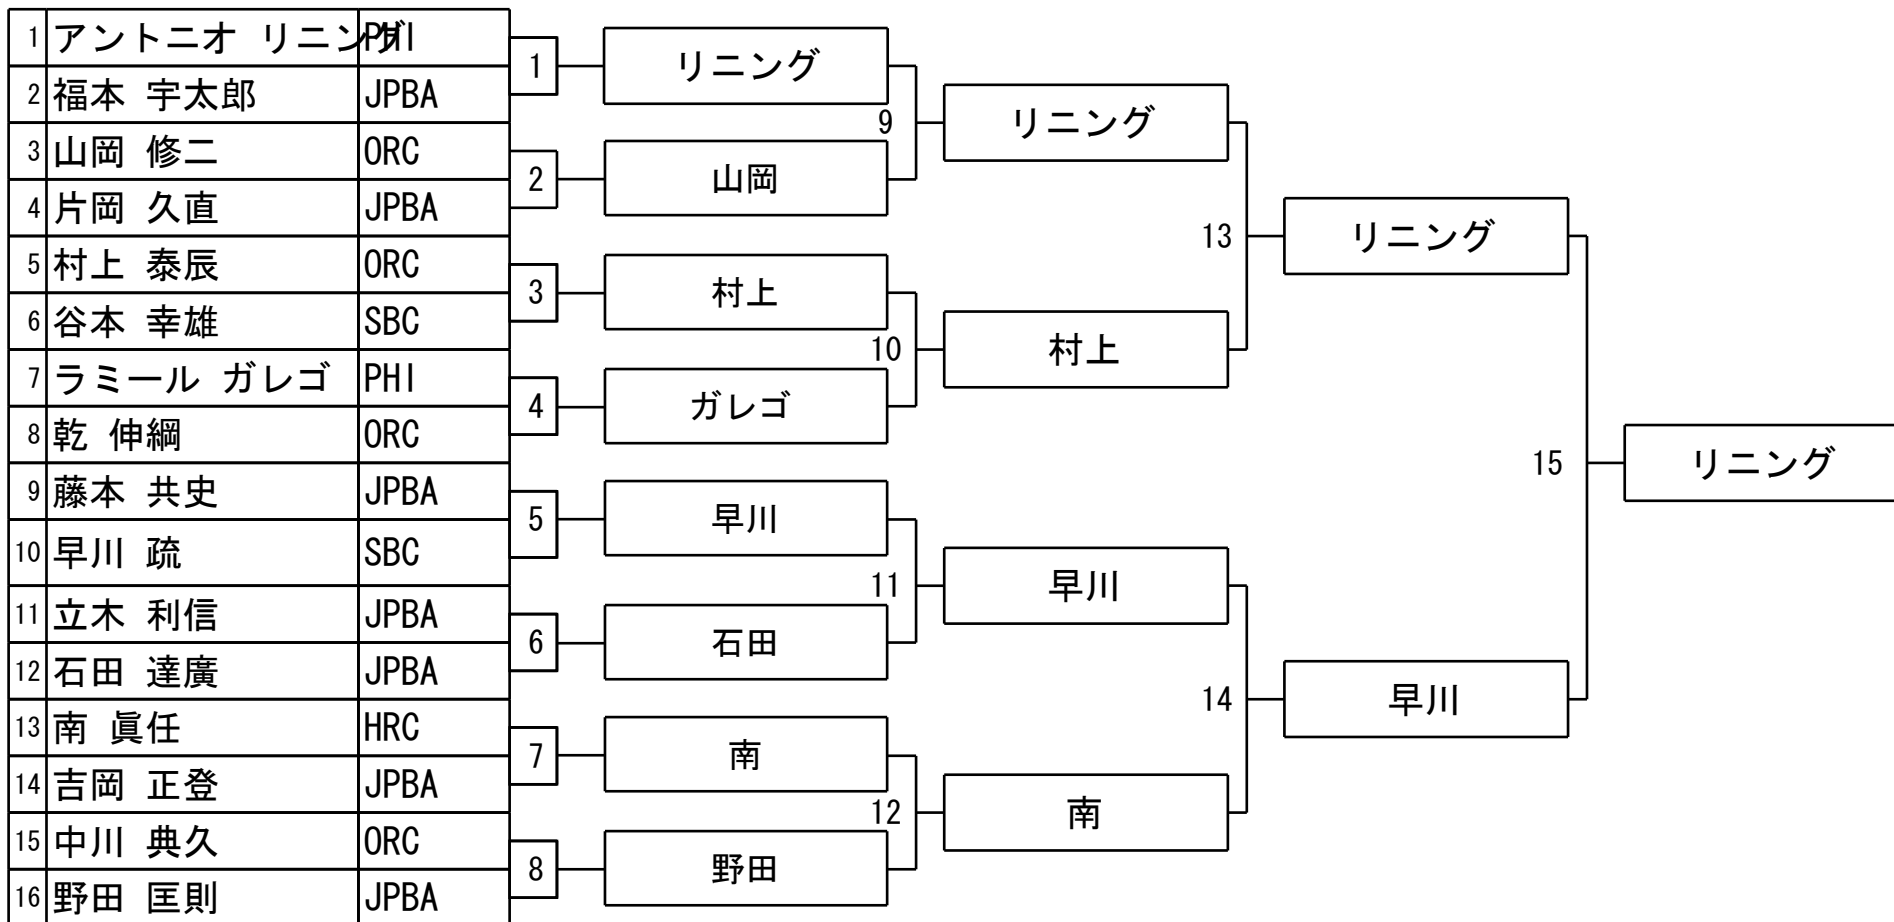 1 アントニオ リニング PHI
2 福本 宇太郎 JPBA
3 山岡 修二 ORC
4 片岡 久直 JPBA
5 村上 泰辰 ORC
6 谷本 幸雄 SBC
7 ラミール ガレゴ PHI
8 乾 伸綱 ORC
9 藤本 共史 JPBA
10 早川 疏 SBC
11 立木 利信 JPBA
12 石田 達廣 JPBA
13 南 眞任 HRC
14 吉岡 正登 JPBA
15 中川 典久 ORC
16 野田 匡則 JPBA
1 リニング
2 山岡
3 村上
4 ガレゴ
5 早川
6 石田
7 南
8 野田
9 リニング
10 村上
11 早川
12 南
13 リニング
14 早川
15 リニング